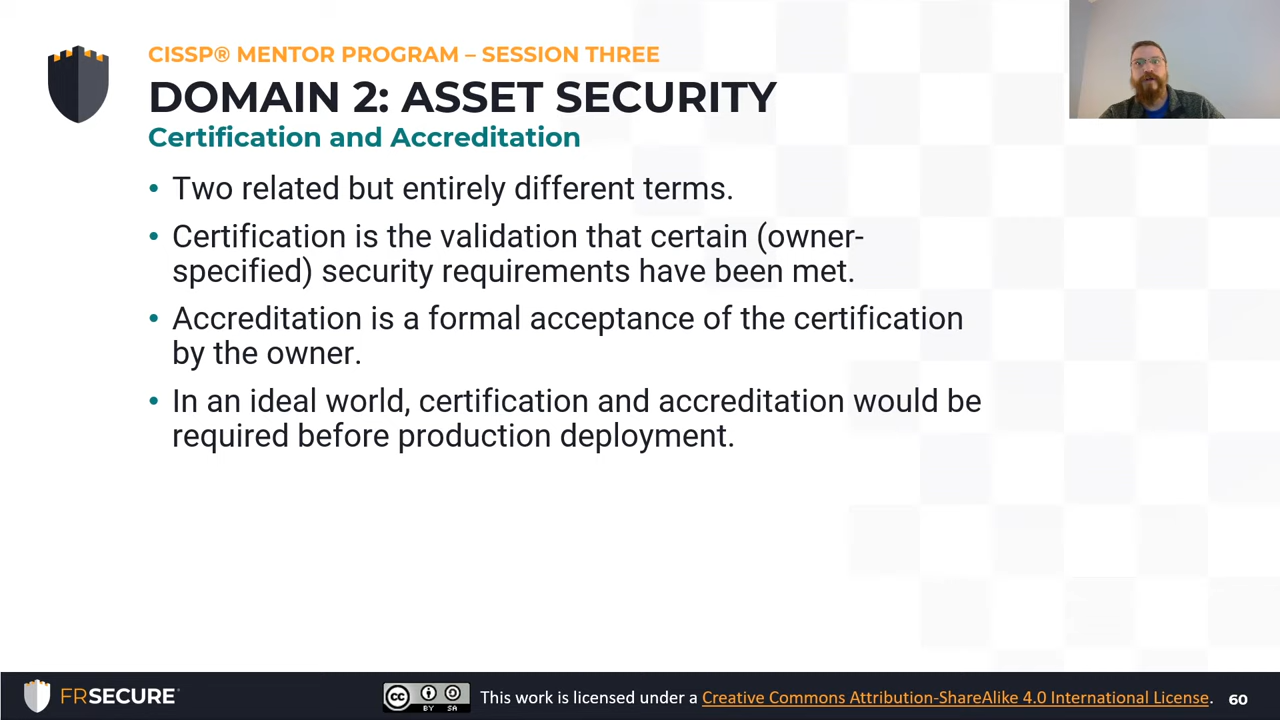 CISSP® MENTOR PROGRAM – SESSION THREE
DOMAIN 2: ASSET SECURITY
Certification and Accreditation
• Two related but entirely different terms.
• Certification is the validation that certain (owner-
specified) security requirements have been met.
• Accreditation is a formal acceptance of the certification
by the owner.
• In an ideal world, certification and accreditation would be
required before production deployment.
FRSECURE
CC BY SA
This work is licensed under a Creative Commons Attribution-ShareAlike 4.0 International License.
60